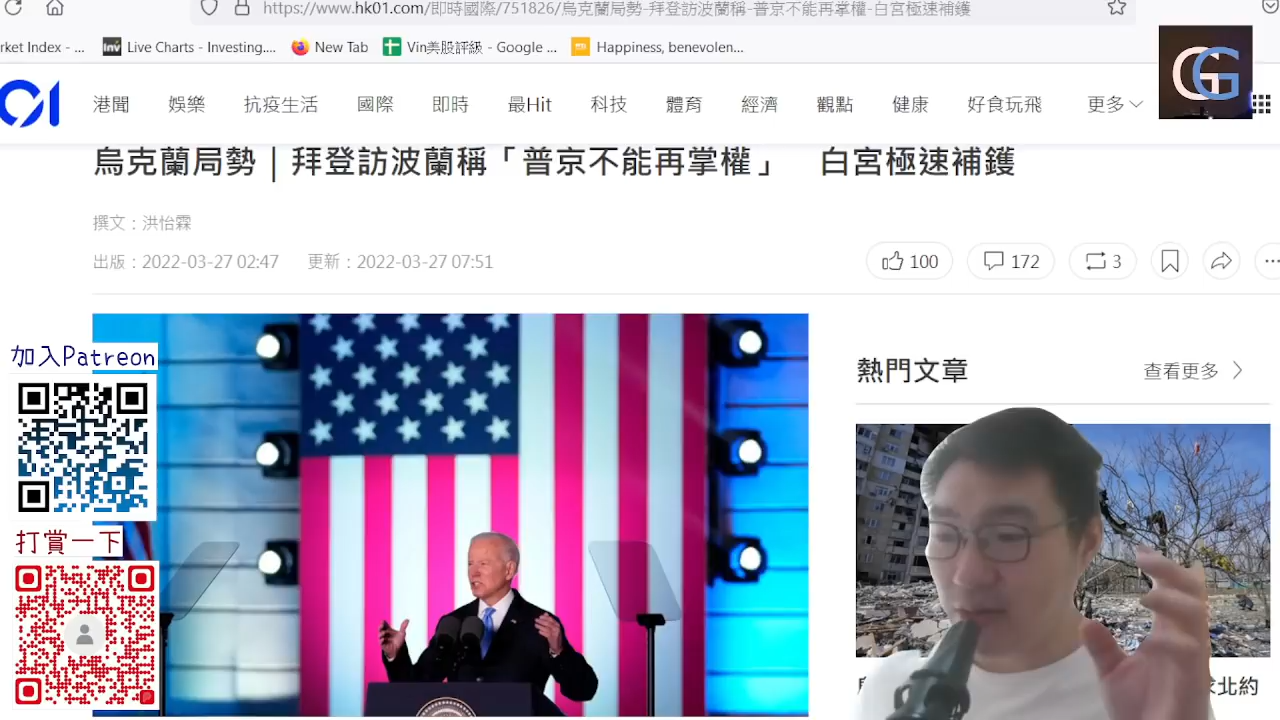 https://www.hk01.com/即時國際/751826/烏克蘭局勢-拜登訪波蘭稱-普京不能再掌權-白宮極速補鑊
rket Index - ...
Inv
Live Charts - Investing....
New Tab
Vin美股評級 - Google ...
Happiness, benevolen...
GG
01
港聞
娛樂
抗疫生活
國際
即時
最Hit
科技
體育
經濟
觀點
健康
好食玩飛
更多
烏克蘭局勢｜拜登訪波蘭稱「普京不能再掌權」　白宮極速補鑊
撰文：洪怡霖
出版：2022-03-27 02:47
更新：2022-03-27 07:51
100
172
3
加入Patreon
打賞一下
熱門文章
查看更多
求北約